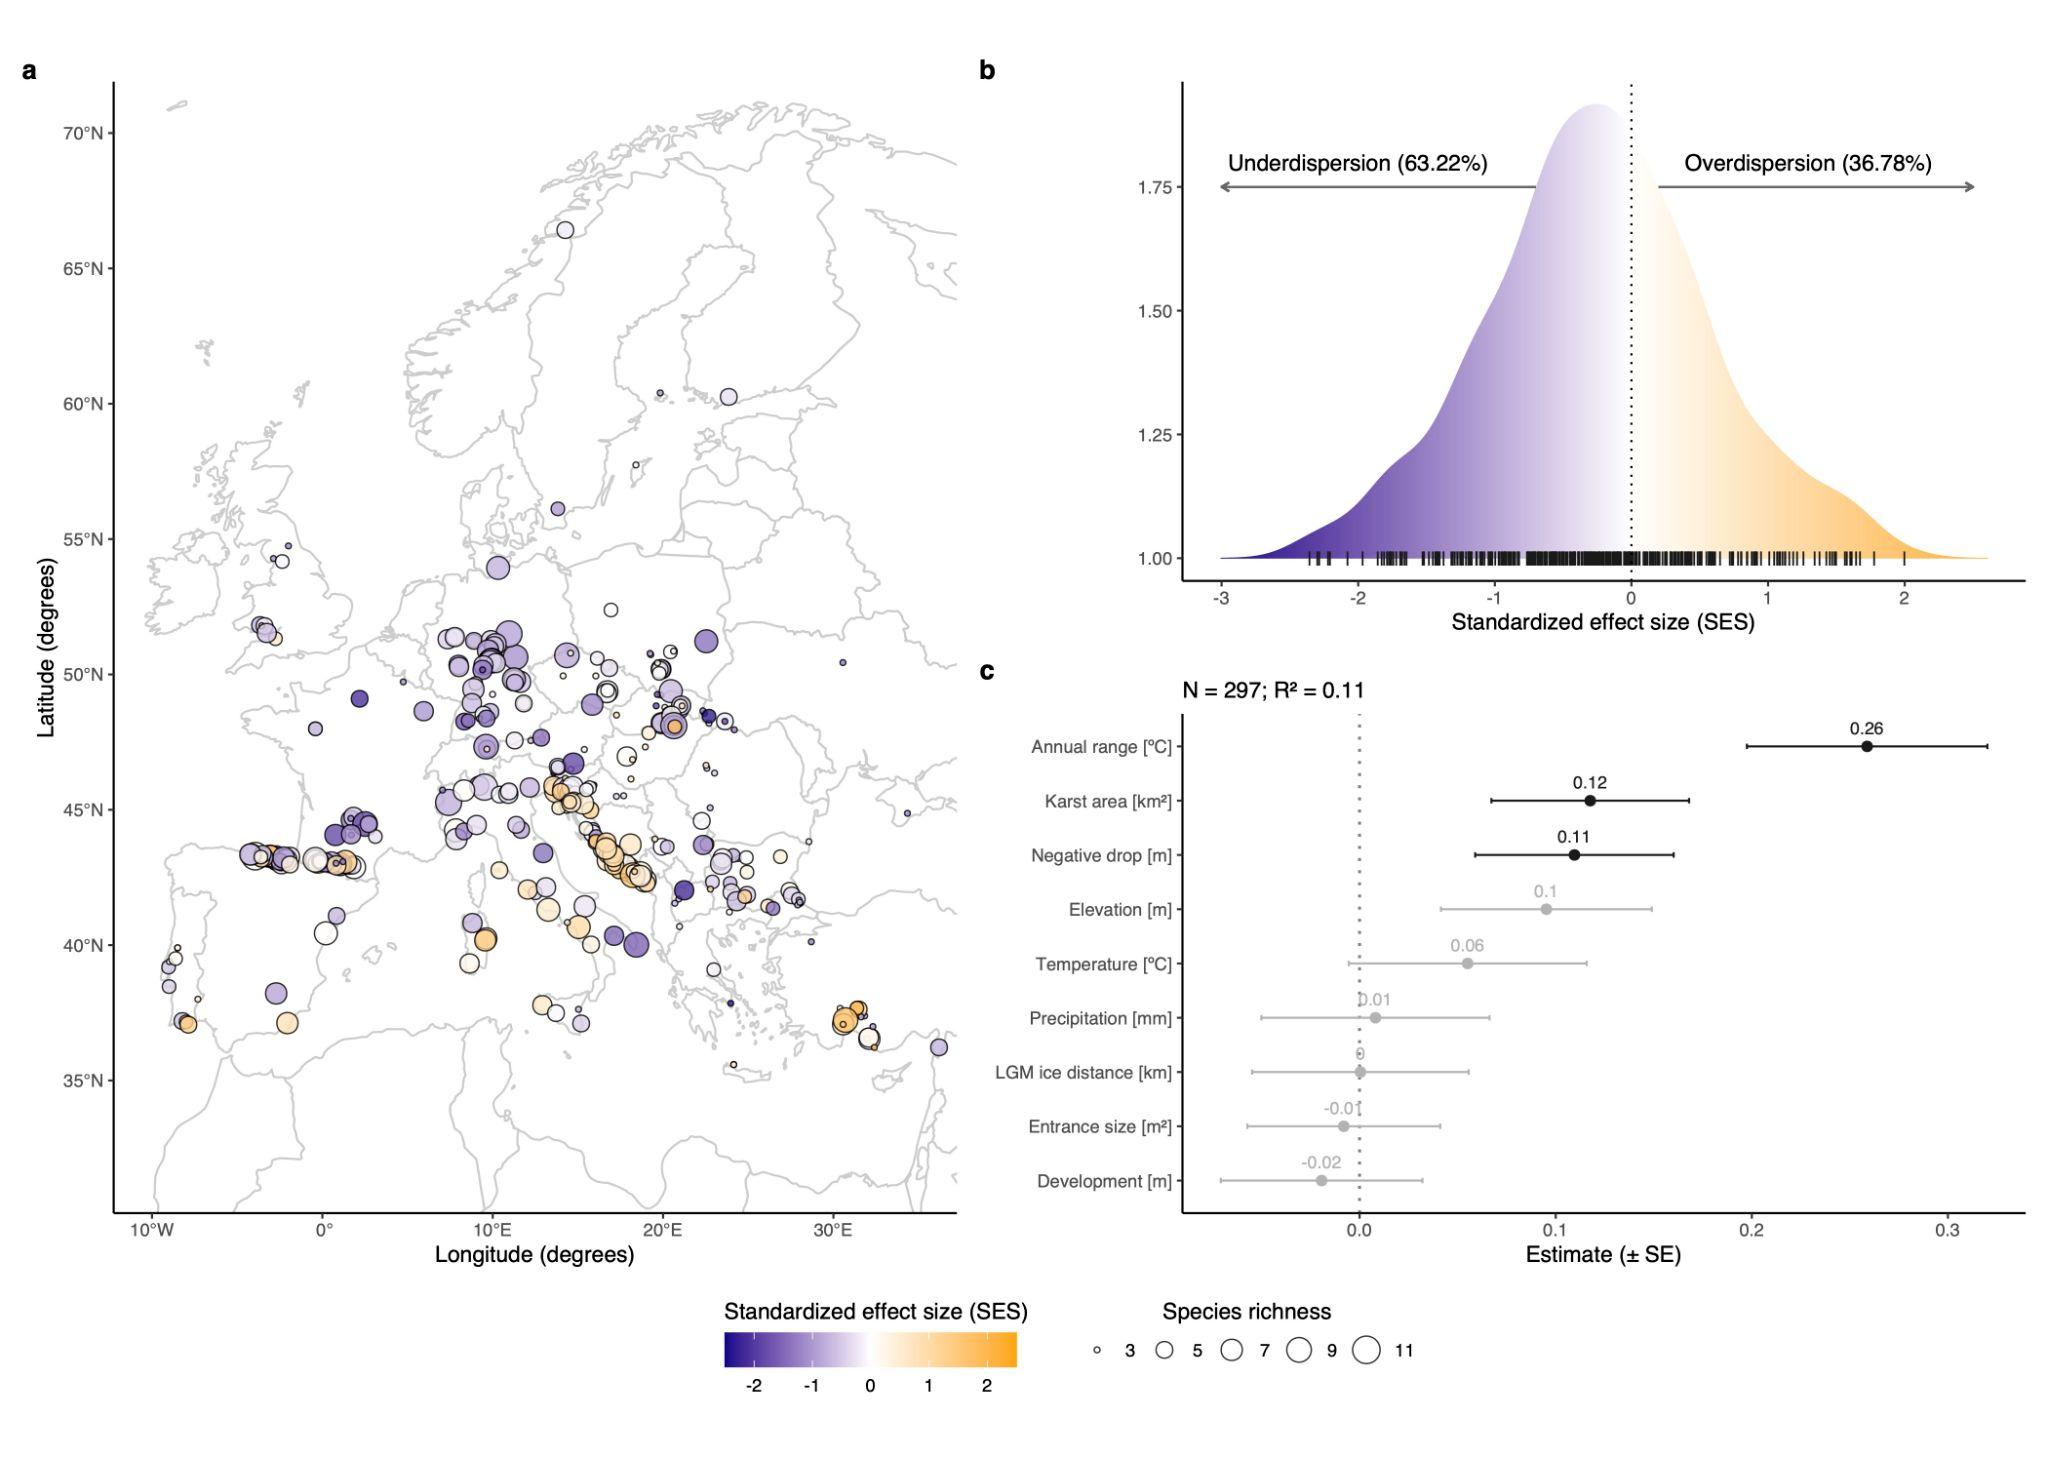 a
70°N
65°N
60°N
55°N
50°N
45°N
40°N
35°N
Latitude (degrees)
10°W 0° 10°E 20°E 30°E
Longitude (degrees)
b
Underdispersion (63.22%) Overdispersion (36.78%)
1.75
1.50
1.25
1.00
-3 -2 -1 0 1 2
Standardized effect size (SES)
c
N = 297; R² = 0.11
Annual range [ºC] 0.26
Karst area [km²] 0.12
Negative drop [m] 0.11
Elevation [m] 0.1
Temperature [ºC] 0.06
Precipitation [mm] 0.01
LGM ice distance [km] 0
Entrance size [m²] -0.01
Development [m] -0.02
0.0 0.1 0.2 0.3
Estimate (± SE)
Standardized effect size (SES)
-2 -1 0 1 2
Species richness
3 5 7 9 11